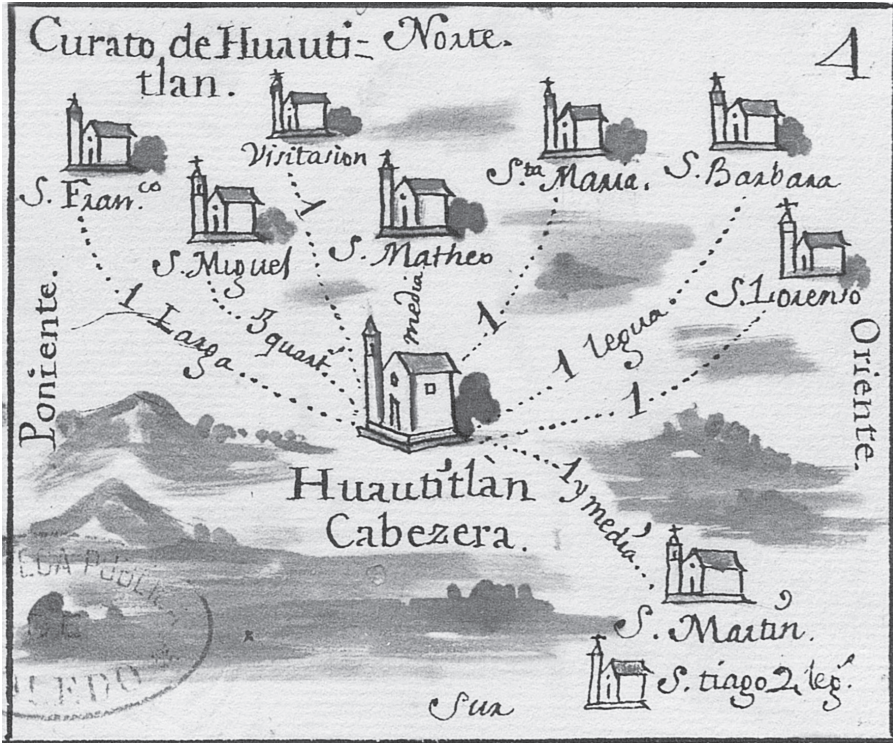 Curato de Huauti-
tlan.
Norte.
4
Visitasion
S. Fran.co
S. Miguel
S. Matheo
S.ta Maria.
S. Barbara
S. Lorenso
Poniente.
Oriente.
1 Larga
3 quart.
1
media
1
1 legua
1
1 y media
Huautitlan
Cabezera.
S. Martin.
S. tiago 2 leg.s
Sur